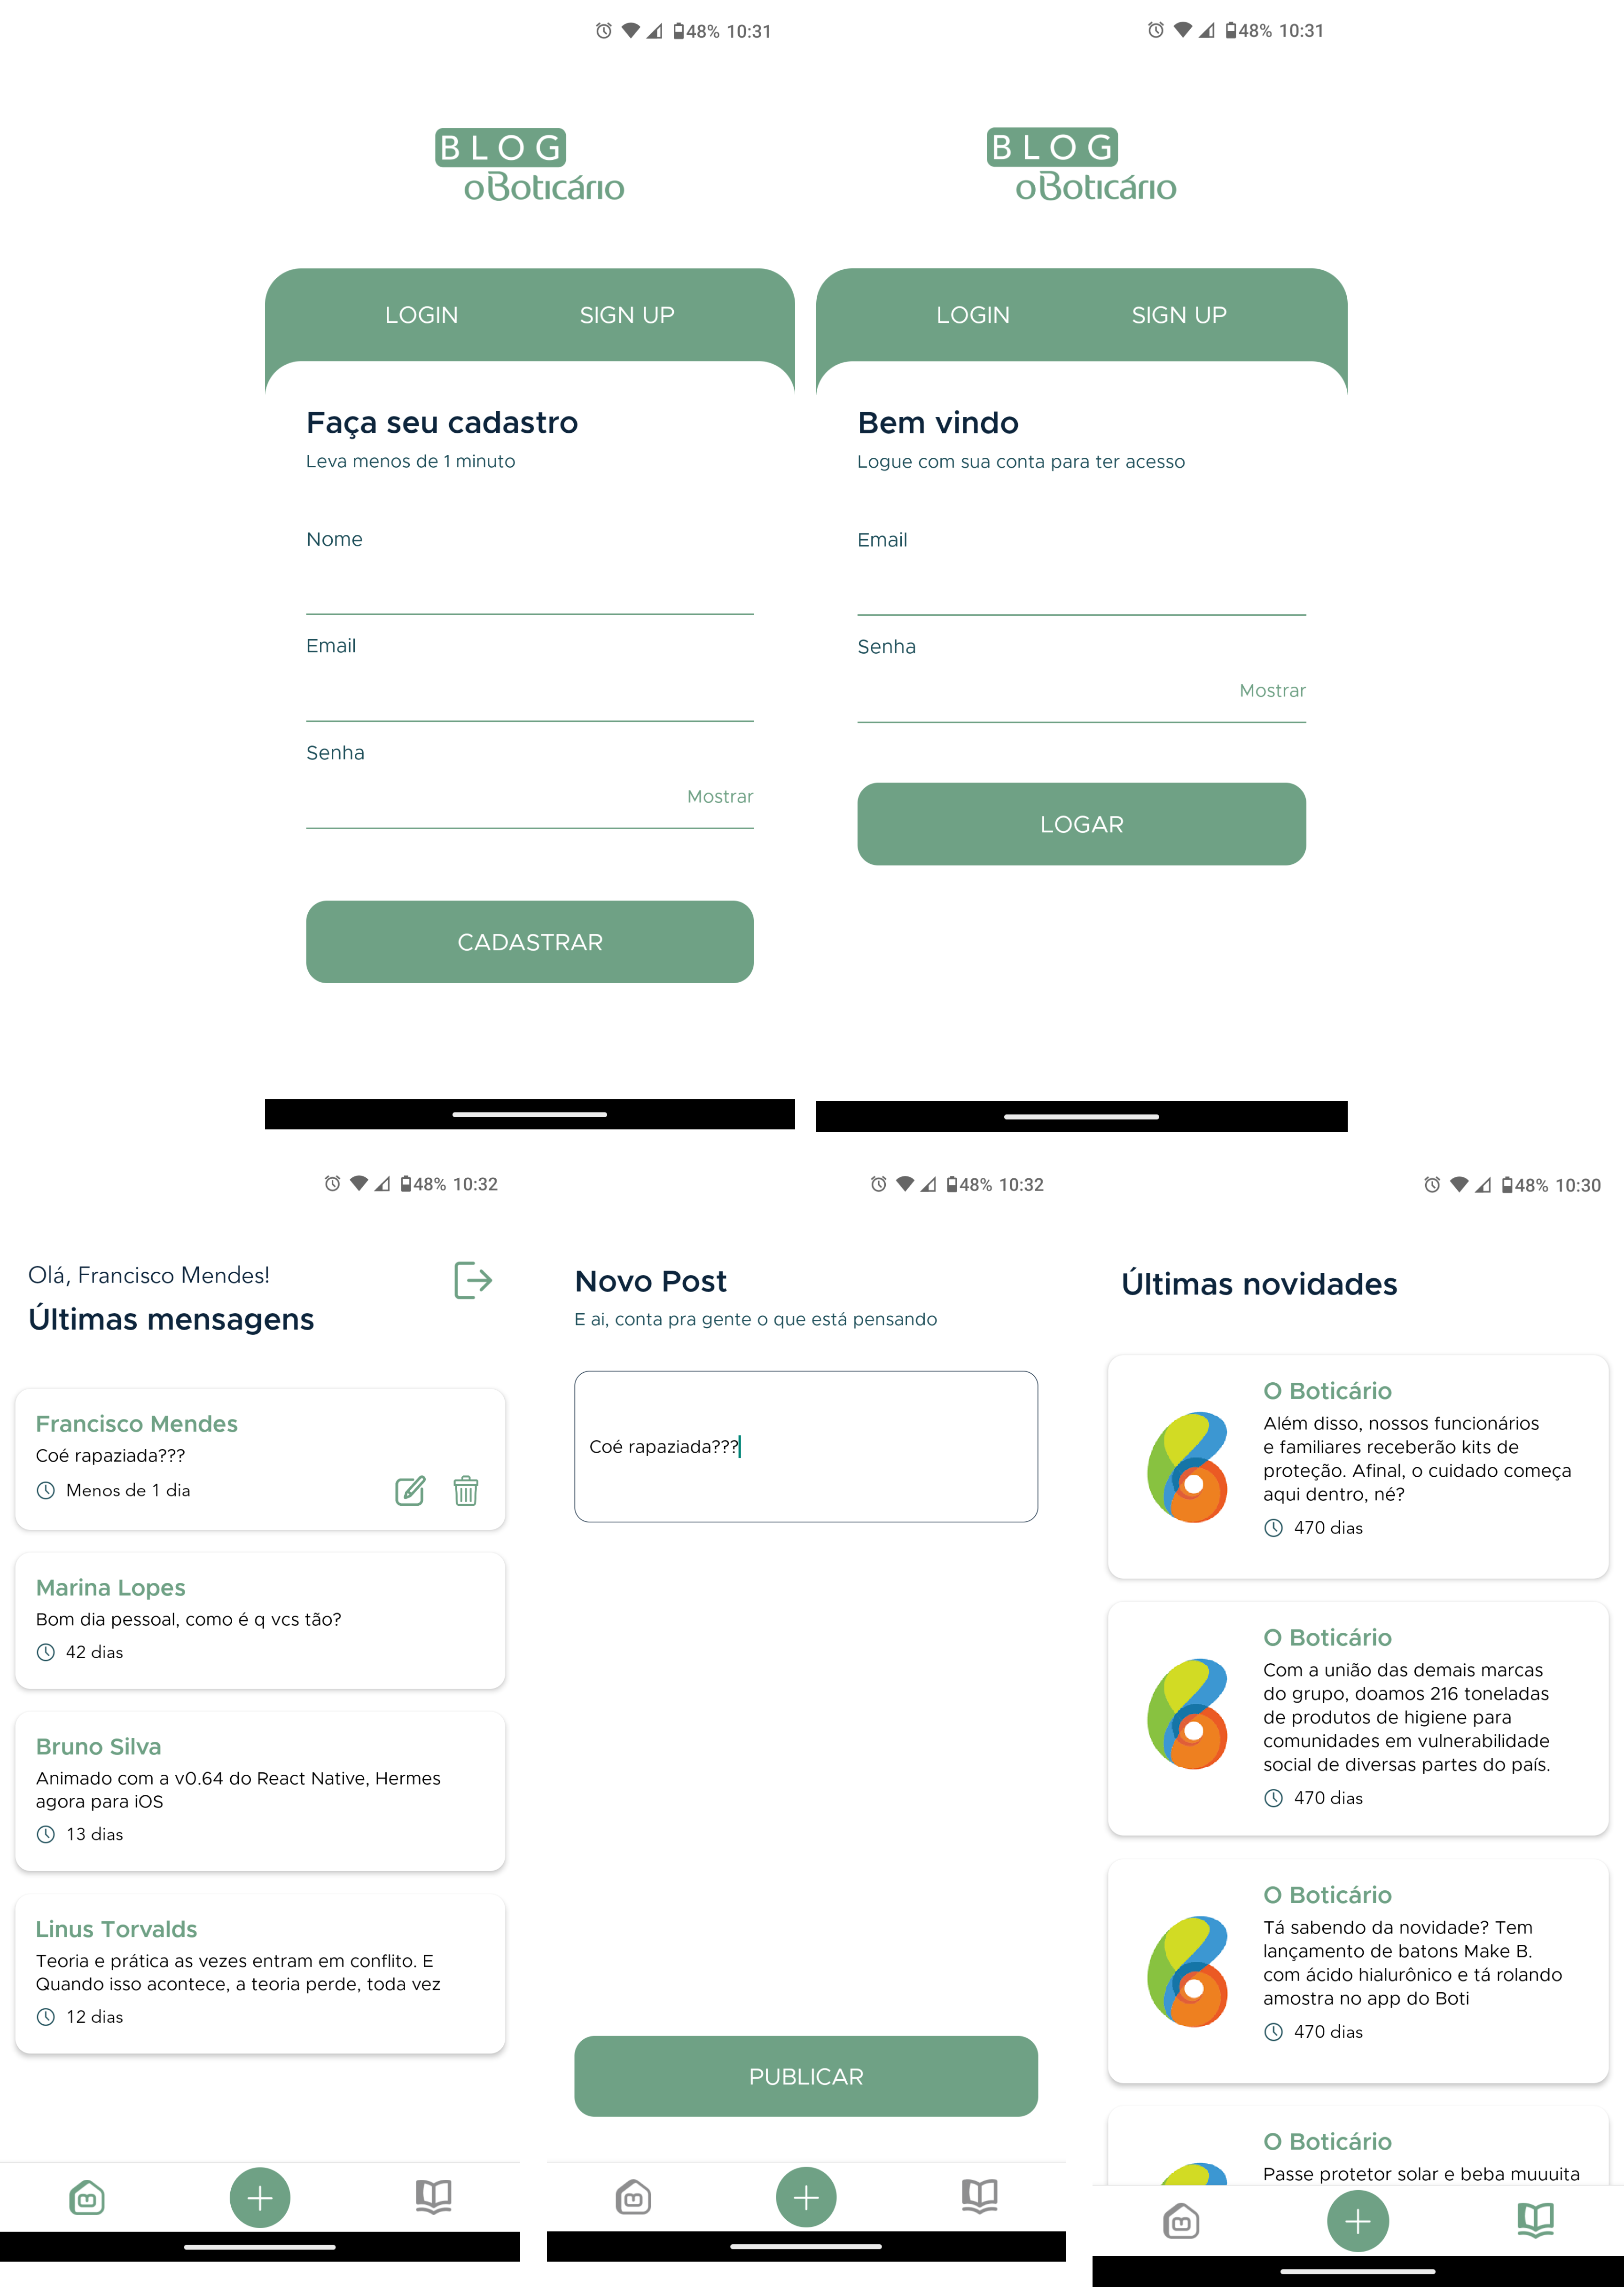 48% 10:31
BLOG
oBoticário
LOGIN SIGN UP
Faça seu cadastro
Leva menos de 1 minuto
Nome
Email
Senha
Mostrar
CADASTRAR
48% 10:31
BLOG
oBoticário
LOGIN SIGN UP
Bem vindo
Logue com sua conta para ter acesso
Email
Senha
Mostrar
LOGAR
48% 10:32
Olá, Francisco Mendes!
Últimas mensagens
Francisco Mendes
Coé rapaziada???
Menos de 1 dia
Marina Lopes
Bom dia pessoal, como é q vcs tão?
42 dias
Bruno Silva
Animado com a v0.64 do React Native, Hermes
agora para iOS
13 dias
Linus Torvalds
Teoria e prática as vezes entram em conflito. E
Quando isso acontece, a teoria perde, toda vez
12 dias
48% 10:32
Novo Post
E ai, conta pra gente o que está pensando
Coé rapaziada???
PUBLICAR
48% 10:30
Últimas novidades
O Boticário
Além disso, nossos funcionários
e familiares receberão kits de
proteção. Afinal, o cuidado começa
aqui dentro, né?
470 dias
O Boticário
Com a união das demais marcas
do grupo, doamos 216 toneladas
de produtos de higiene para
comunidades em vulnerabilidade
social de diversas partes do país.
470 dias
O Boticário
Tá sabendo da novidade? Tem
lançamento de batons Make B.
com ácido hialurônico e tá rolando
amostra no app do Boti
470 dias
O Boticário
Passe protetor solar e beba muuuita